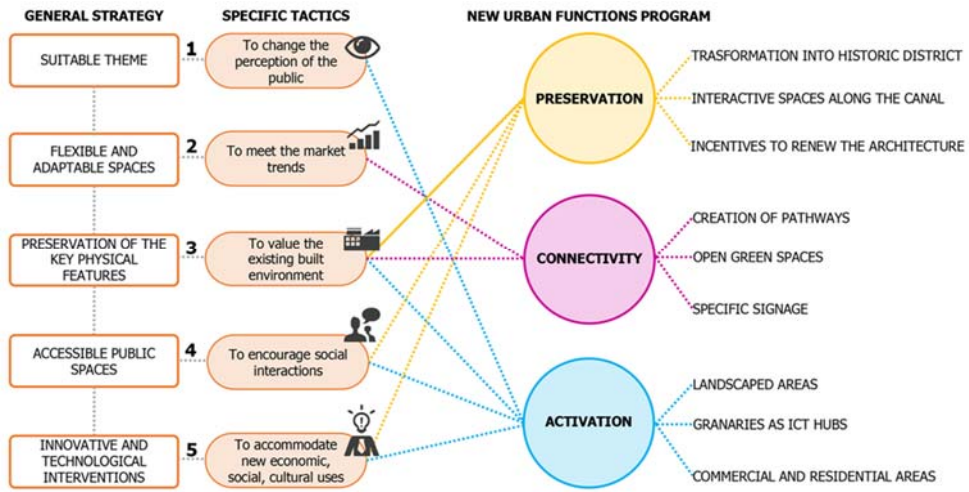 GENERAL STRATEGY
SPECIFIC TACTICS
NEW URBAN FUNCTIONS PROGRAM
SUITABLE THEME
1
To change the
perception of the
public
FLEXIBLE AND
ADAPTABLE SPACES
2
To meet the market
trends
PRESERVATION OF THE
KEY PHYSICAL
FEATURES
3
To value the
existing built
environment
ACCESSIBLE PUBLIC
SPACES
4
To encourage social
interactions
INNOVATIVE AND
TECHNOLOGICAL
INTERVENTIONS
5
To accommodate
new economic,
social, cultural uses
PRESERVATION
TRASFORMATION INTO HISTORIC DISTRICT
INTERACTIVE SPACES ALONG THE CANAL
INCENTIVES TO RENEW THE ARCHITECTURE
CONNECTIVITY
CREATION OF PATHWAYS
OPEN GREEN SPACES
SPECIFIC SIGNAGE
ACTIVATION
LANDSCAPED AREAS
GRANARIES AS ICT HUBS
COMMERCIAL AND RESIDENTIAL AREAS